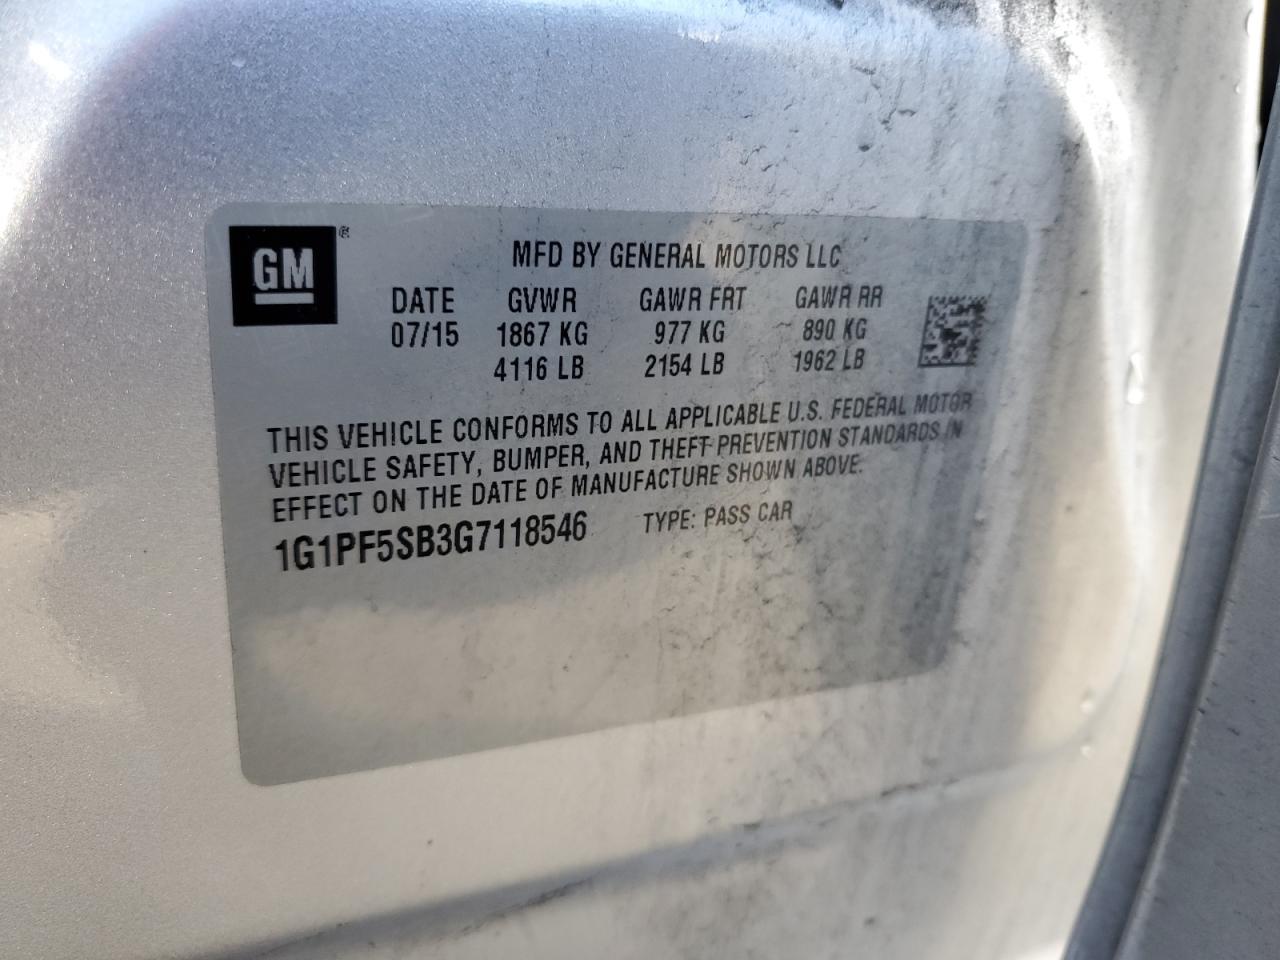 GM®
MFD BY GENERAL MOTORS LLC
DATE GVWR GAWR FRT GAWR RR
07/15 1867 KG 977 KG 890 KG
4116 LB 2154 LB 1962 LB
THIS VEHICLE CONFORMS TO ALL APPLICABLE U.S. FEDERAL MOTOR
VEHICLE SAFETY, BUMPER, AND THEFT PREVENTION STANDARDS IN
EFFECT ON THE DATE OF MANUFACTURE SHOWN ABOVE.
1G1PF5SB3G7118546 TYPE: PASS CAR